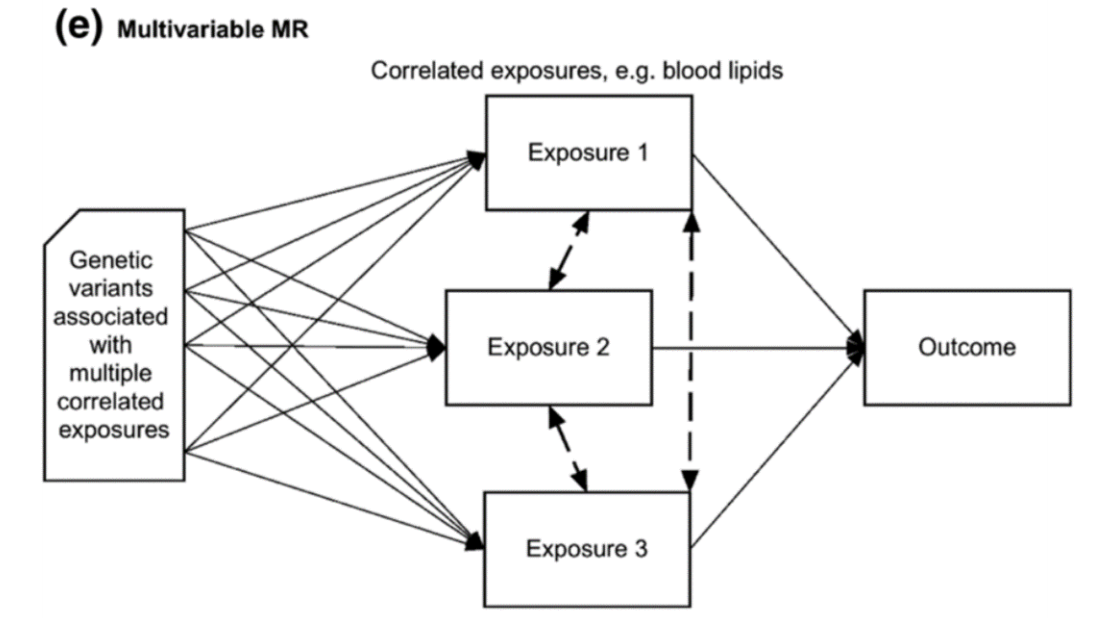 (e) Multivariable MR
Correlated exposures, e.g. blood lipids
Exposure 1
Genetic
variants
associated
with
multiple
correlated
exposures
Exposure 2
Outcome
Exposure 3